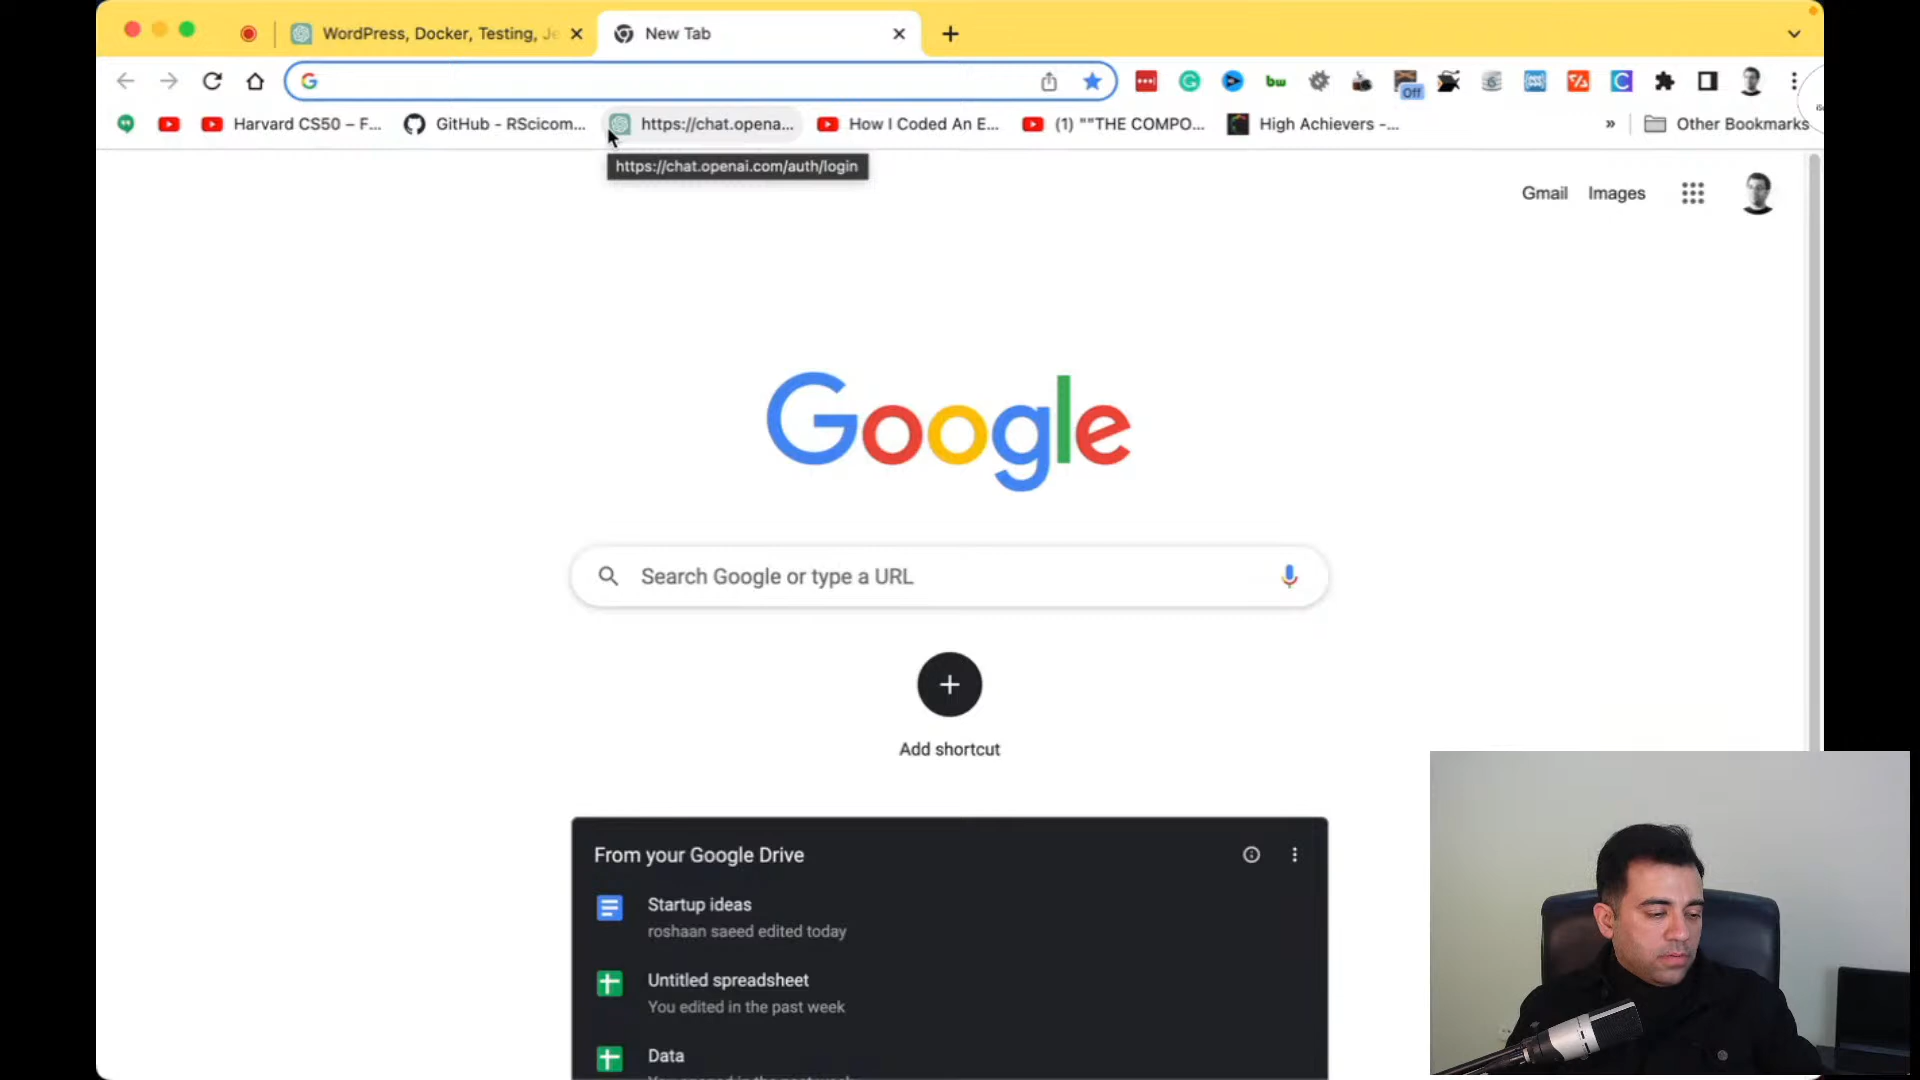 WordPress, Docker, Testing, Je
New Tab
bw
Off
Harvard CS50 – F...
GitHub - RScicom...
https://chat.opena...
How I Coded An E...
(1) ""THE COMPO...
High Achievers -...
»
Other Bookmarks
https://chat.openai.com/auth/login
Gmail
Images
Google
Search Google or type a URL
Add shortcut
From your Google Drive
Startup ideas
roshaan saeed edited today
Untitled spreadsheet
You edited in the past week
Data